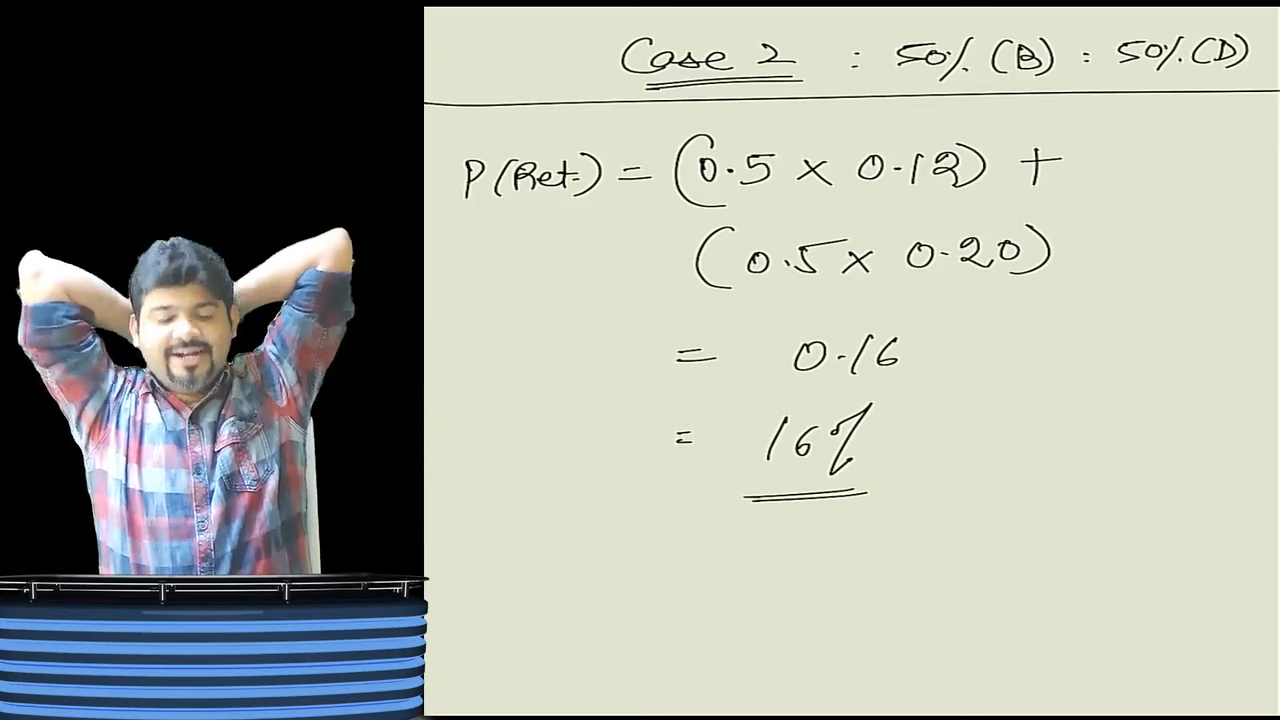 Case 2 : 50% (B) : 50% (D)
P(Ret.) = (0.5 × 0.12) +
(0.5 × 0.20)
= 0.16
= 16%